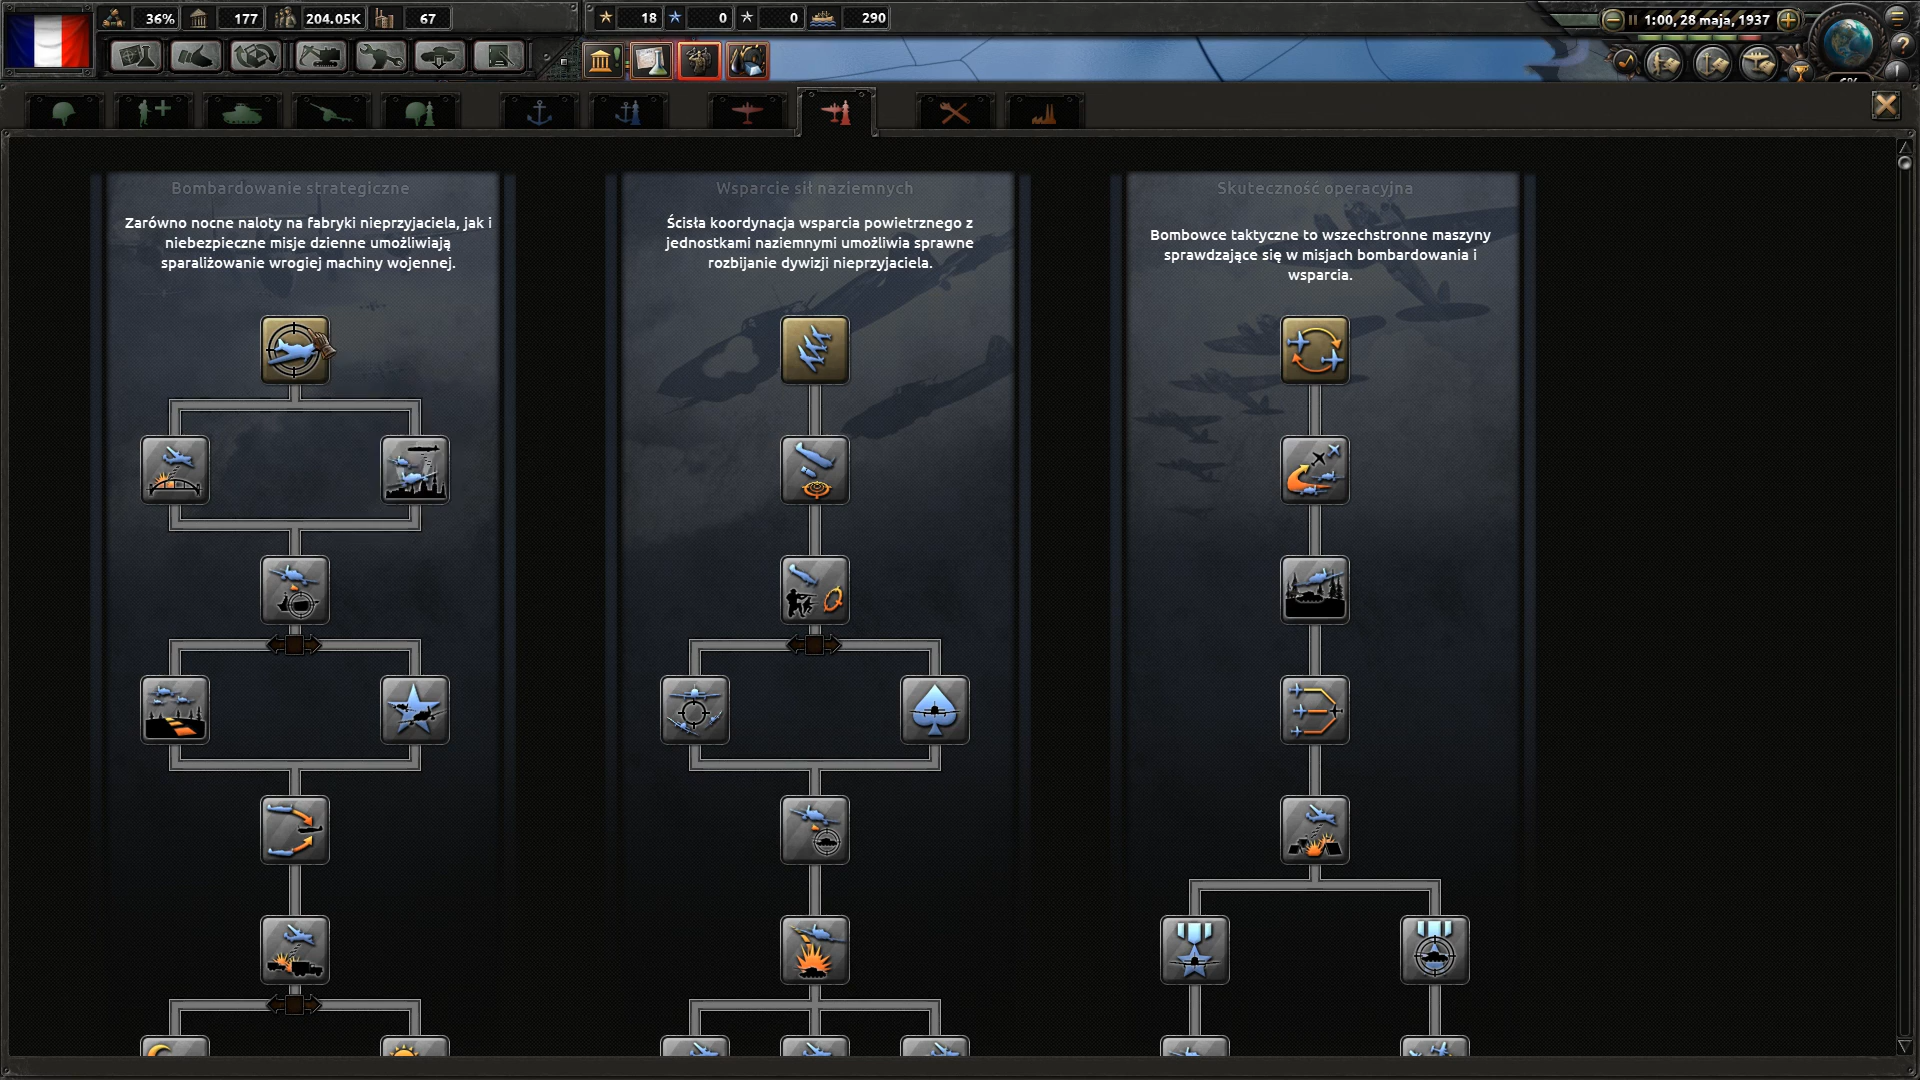 36%
177
204.05K
67
18
0
0
290
1:00, 28 maja, 1937
Bombardowanie strategiczne
Zarówno nocne naloty na fabryki nieprzyjaciela, jak i
niebezpieczne misje dzienne umożliwiają
sparaliżowanie wrogiej machiny wojennej.
Wsparcie sił naziemnych
Ścisła koordynacja wsparcia powietrznego z
jednostkami naziemnymi umożliwia sprawne
rozbijanie dywizji nieprzyjaciela.
Skuteczność operacyjna
Bombowce taktyczne to wszechstronne maszyny
sprawdzające się w misjach bombardowania i
wsparcia.